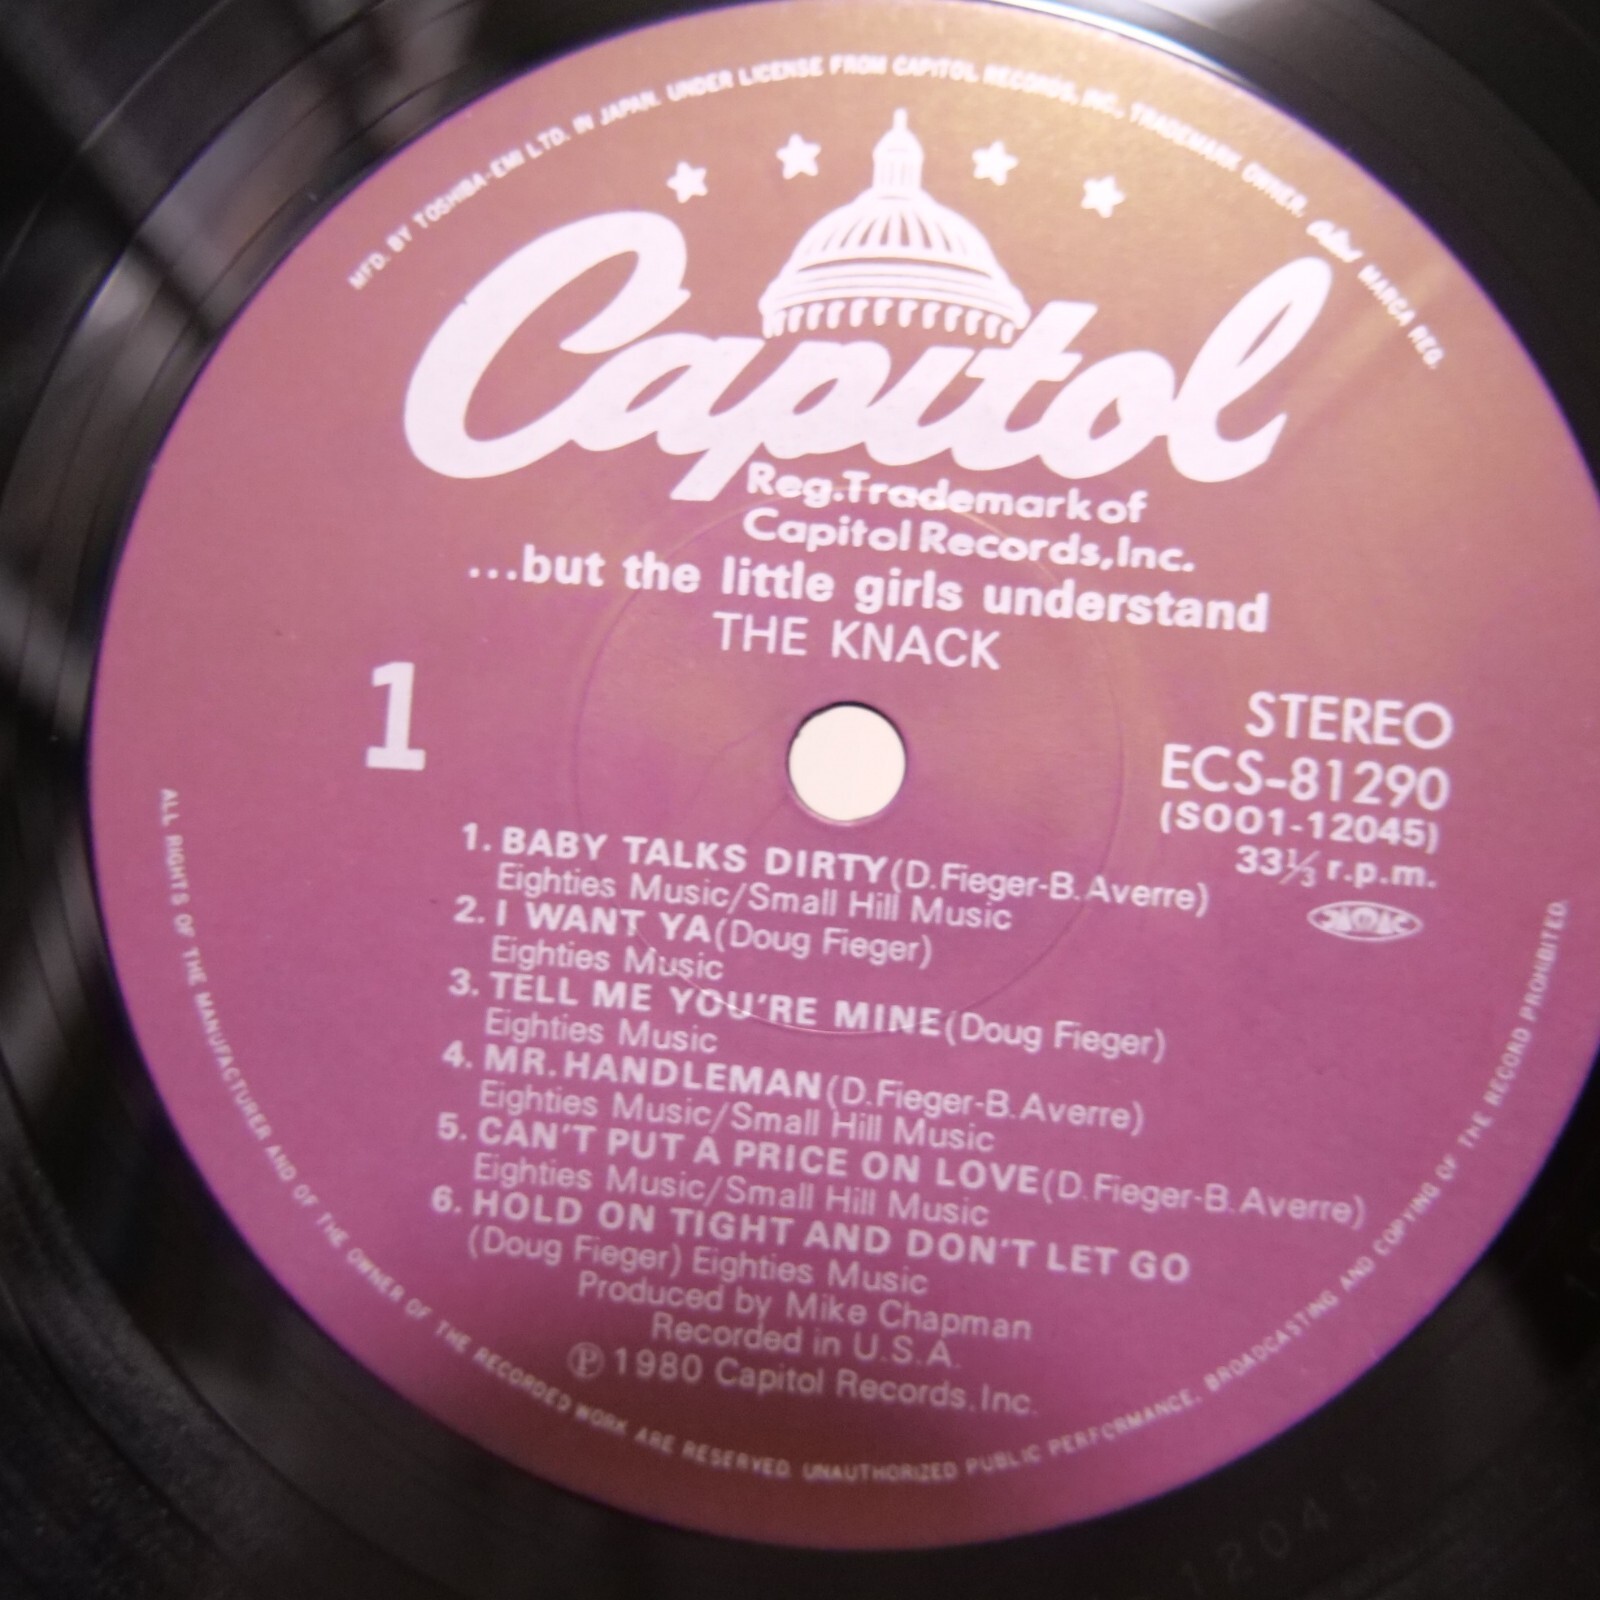 MF'D. BY TOSHIBA-EMI LTD. IN JAPAN. UNDER LICENSE FROM CAPITOL RECORDS, INC., TRADEMARK OWNER. MARCA REG.
Capitol
Reg.Trademark of
Capitol Records,Inc.
...but the little girls understand
THE KNACK
1
STEREO
ECS-81290
(SOO1-12045)
33⅓ r.p.m.
JASRAC
1. BABY TALKS DIRTY(D.Fieger-B.Averre)
Eighties Music/Small Hill Music
2. I WANT YA(Doug Fieger)
Eighties Music
3. TELL ME YOU'RE MINE(Doug Fieger)
Eighties Music
4. MR.HANDLEMAN(D.Fieger-B.Averre)
Eighties Music/Small Hill Music
5. CAN'T PUT A PRICE ON LOVE(D.Fieger-B.Averre)
Eighties Music/Small Hill Music
6. HOLD ON TIGHT AND DON'T LET GO
(Doug Fieger) Eighties Music
Produced by Mike Chapman
Recorded in U.S.A.
Ⓟ1980 Capitol Records, Inc.
ALL RIGHTS OF THE MANUFACTURER AND OF THE OWNER OF THE RECORDED WORK ARE RESERVED. UNAUTHORIZED PUBLIC PERFORMANCE, BROADCASTING AND COPYING OF THE RECORD PROHIBITED.